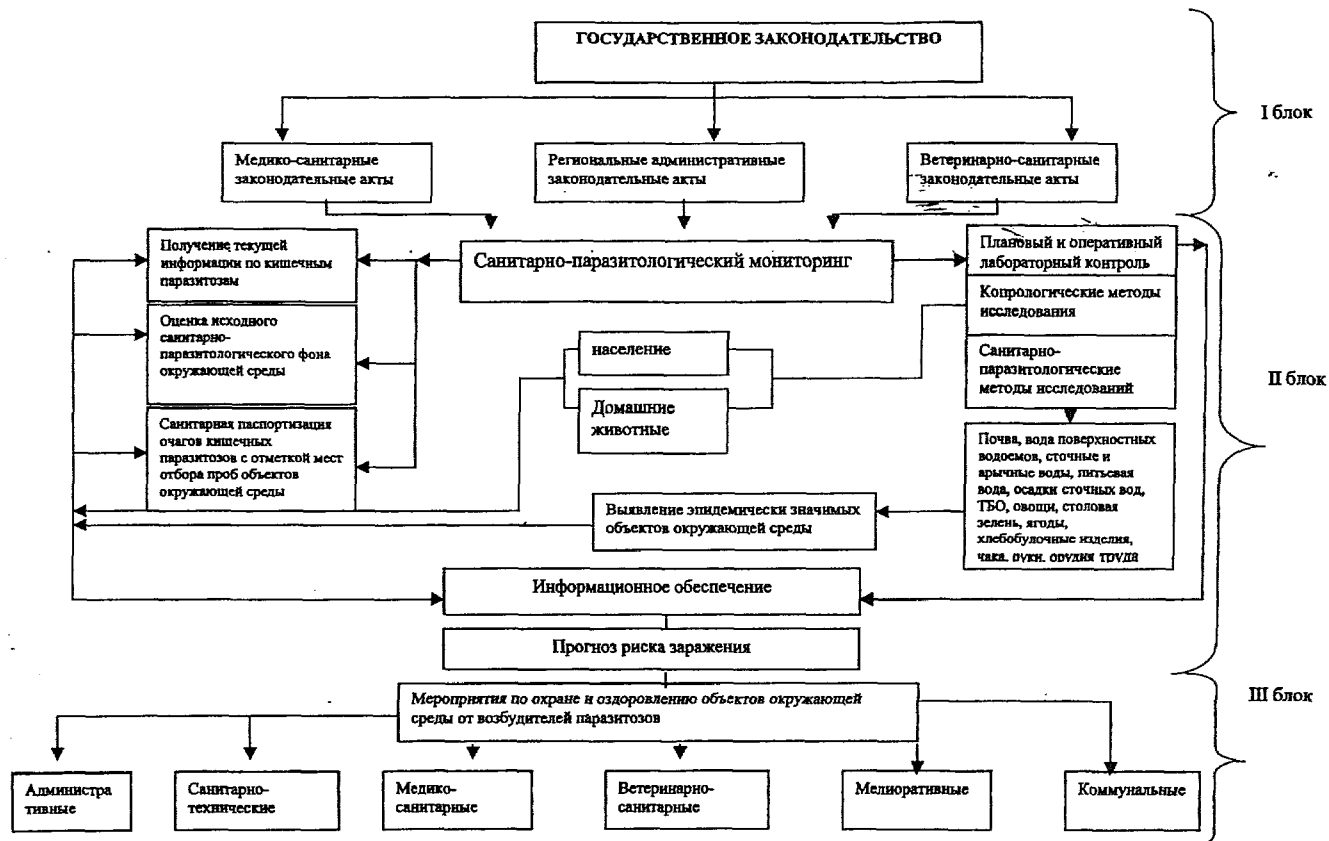 ГОСУДАРСТВЕННОЕ ЗАКОНОДАТЕЛЬСТВО
I блок
Медико-санитарные
законодательные акты
Региональные административные
законодательные акты
Ветеринарно-санитарные
законодательные акты
Получение текущей
информации по кишечным
паразитозам
Санитарно-паразитологический мониторинг
Плановый и оперативный
лабораторный контроль
Копрологические методы
исследования
Оценка исходного
санитарно-
паразитологического фона
окружающей среды
население
Санитарно-
паразитологические
методы исследований
II блок
Домашние
животные
Санитарная паспортизация
очагов кишечных
паразитозов с отметкой мест
отбора проб объектов
окружающей среды
Почва, вода поверхностных
водоемов, сточные и
арычные воды, питьевая
вода, осадки сточных вод,
ТБО, овощи, столовая
зелень, ягоды,
хлебобулочные изделия,
чака, руки, орудия труда
Выявление эпидемически значимых
объектов окружающей среды
Информационное обеспечение
Прогноз риска заражения
Мероприятия по охране и оздоровлению объектов окружающей
среды от возбудителей паразитозов
III блок
Администра
тивные
Санитарно-
технические
Медико-
санитарные
Ветеринарно-
санитарные
Мелиоративные
Коммунальные